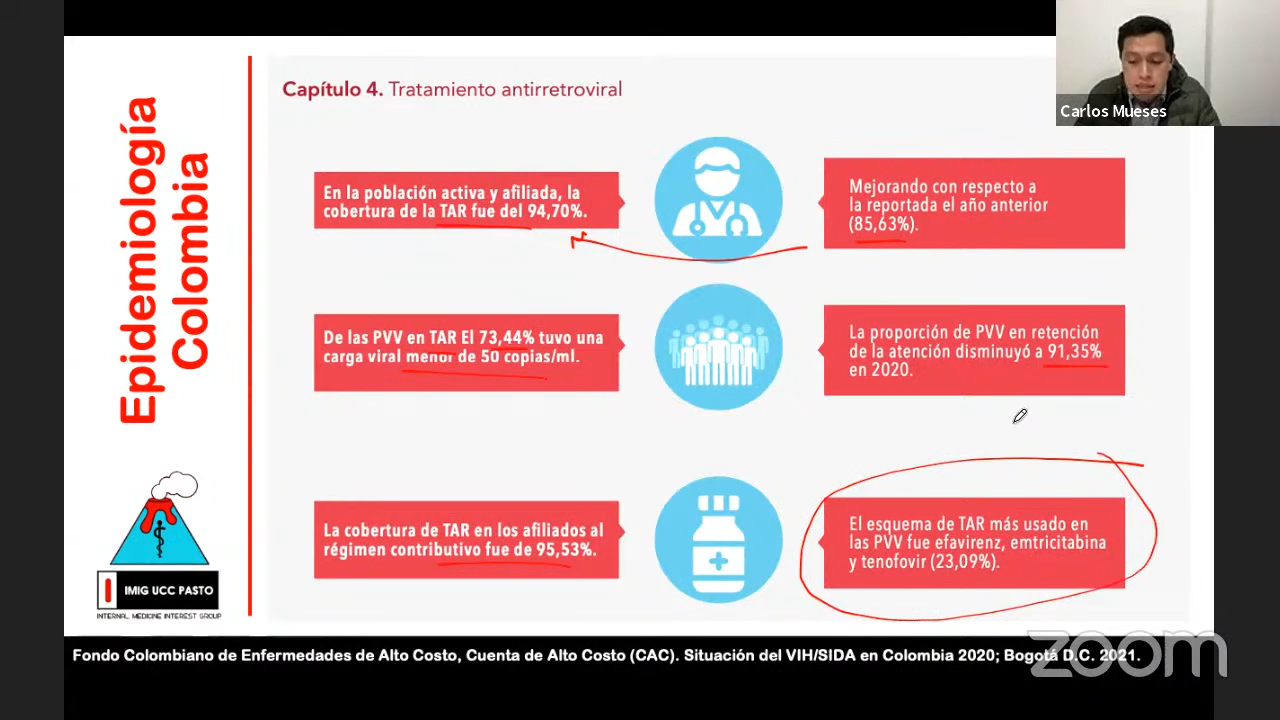 Carlos Mueses
Epidemiología
Colombia
Capítulo 4. Tratamiento antirretroviral
En la población activa y afiliada, la
cobertura de la TAR fue del 94,70%.
Mejorando con respecto a
la reportada el año anterior
(85,63%).
De las PVV en TAR El 73,44% tuvo una
carga viral menor de 50 copias/ml.
La proporción de PVV en retención
de la atención disminuyó a 91,35%
en 2020.
La cobertura de TAR en los afiliados al
régimen contributivo fue de 95,53%.
El esquema de TAR más usado en
las PVV fue efavirenz, emtricitabina
y tenofovir (23,09%).
IMIG UCC PASTO
INTERNAL MEDICINE INTEREST GROUP
Fondo Colombiano de Enfermedades de Alto Costo, Cuenta de Alto Costo (CAC). Situación del VIH/SIDA en Colombia 2020; Bogotá D.C. 2021.
zoom